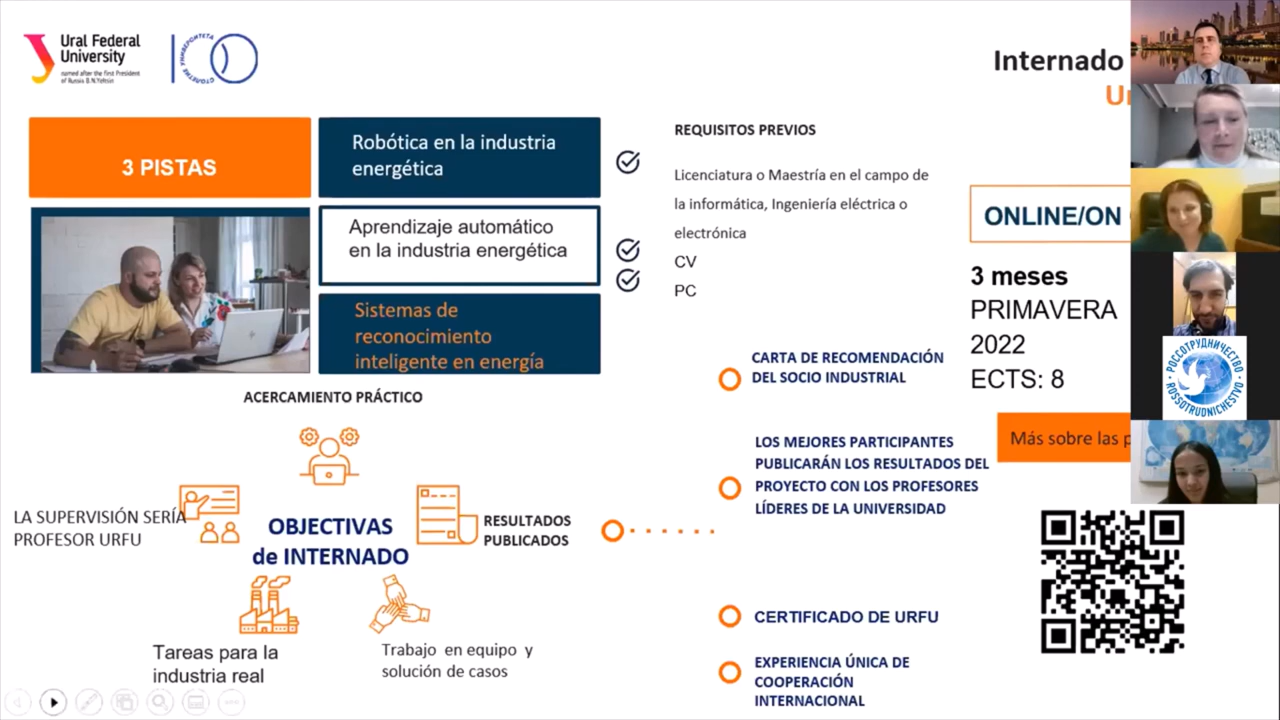 Ural Federal
University
named after the first President
of Russia B.N.Yeltsin
СТОЛЕТИЕ УНИВЕРСИТЕТА
Internado
3 PISTAS
Robótica en la industria
energética
Aprendizaje automático
en la industria energética
Sistemas de
reconocimiento
inteligente en energía
REQUISITOS PREVIOS
Licenciatura o Maestría en el campo de
la informática, Ingeniería eléctrica o
electrónica
CV
PC
ONLINE/ON
3 meses
PRIMAVERA
2022
ECTS: 8
Más sobre las p
РОССОТРУДНИЧЕСТВО
ROSSOTRUDNICHESTVO
ACERCAMIENTO PRÁCTICO
LA SUPERVISIÓN SERÍA
PROFESOR URFU
OBJECTIVAS
de INTERNADO
RESULTADOS
PUBLICADOS
Tareas para la
industria real
Trabajo en equipo y
solución de casos
CARTA DE RECOMENDACIÓN
DEL SOCIO INDUSTRIAL
LOS MEJORES PARTICIPANTES
PUBLICARÁN LOS RESULTADOS DEL
PROYECTO CON LOS PROFESORES
LÍDERES DE LA UNIVERSIDAD
CERTIFICADO DE URFU
EXPERIENCIA ÚNICA DE
COOPERACIÓN
INTERNACIONAL